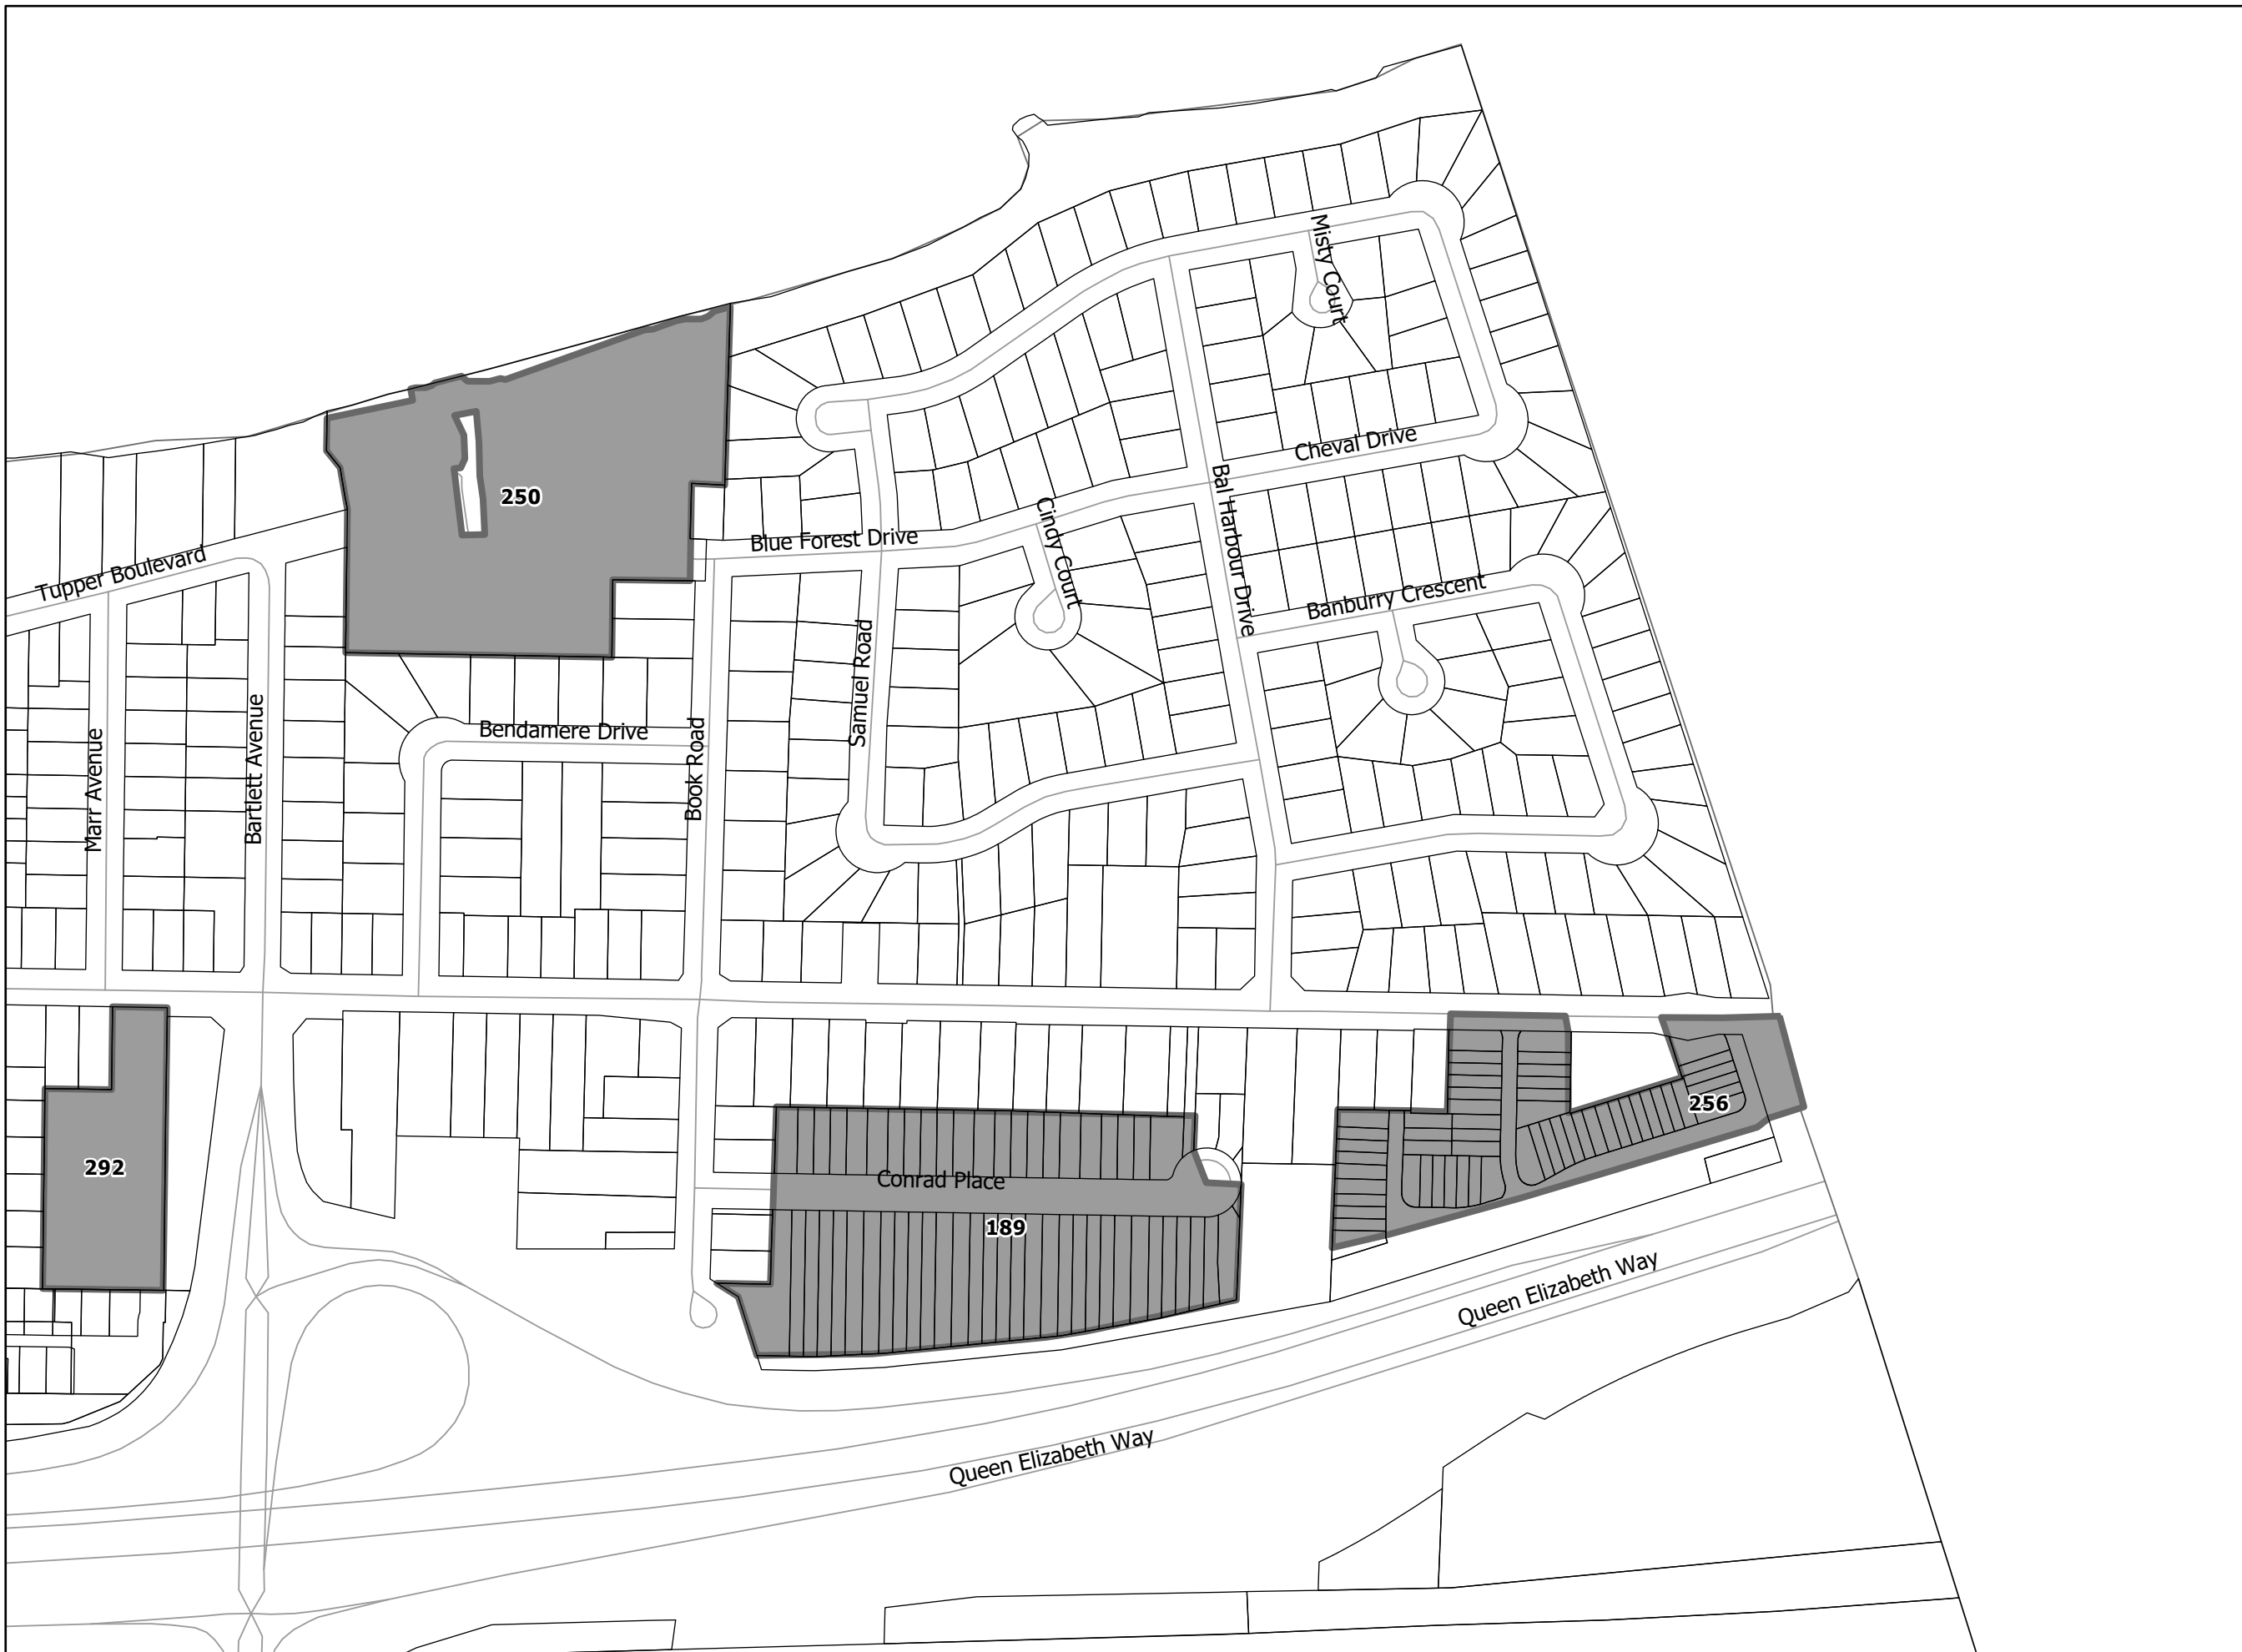 Misty Court
Cheval Drive
250
Cindy Court
Bal Harbour Drive
Blue Forest Drive
Tupper Boulevard
Banburry Crescent
Samuel Road
Bendamere Drive
Book Road
Bartlett Avenue
Marr Avenue
256
292
Conrad Place
189
Queen Elizabeth Way
Queen Elizabeth Way